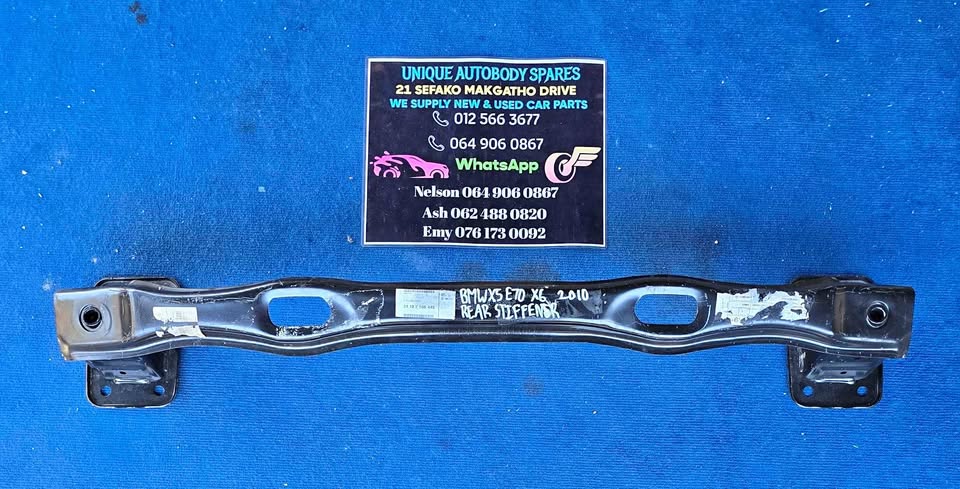 UNIQUE AUTOBODY SPARES
21 SEFAKO MAKGATHO DRIVE
WE SUPPLY NEW & USED CAR PARTS
012 566 3677
064 906 0867
WhatsApp
Nelson 064 906 0867
Ash 062 488 0820
Emy 076 173 0092
BMW X5 E70 X6 2010
REAR STIFFENDR